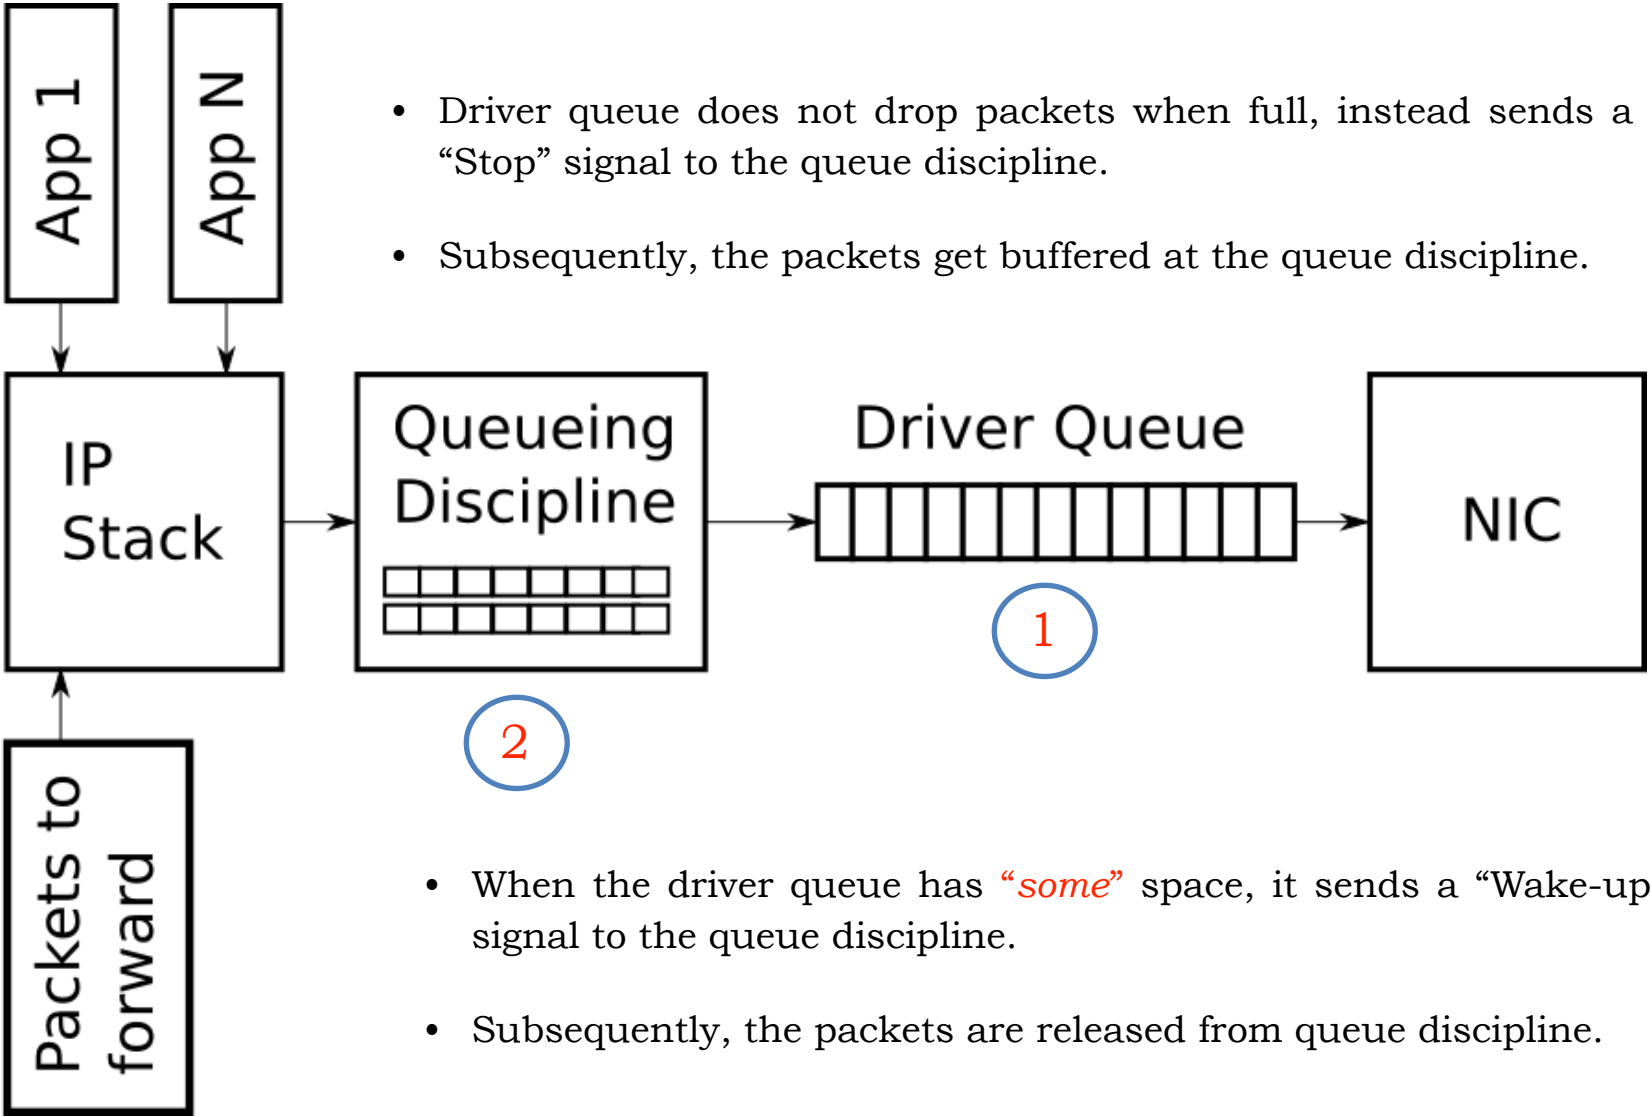 App 1
App N
• Driver queue does not drop packets when full, instead sends a
“Stop” signal to the queue discipline.
• Subsequently, the packets get buffered at the queue discipline.
IP
Stack
Queueing
Discipline
Driver Queue
NIC
1
2
Packets to
forward
• When the driver queue has “some” space, it sends a “Wake-up
signal to the queue discipline.
• Subsequently, the packets are released from queue discipline.